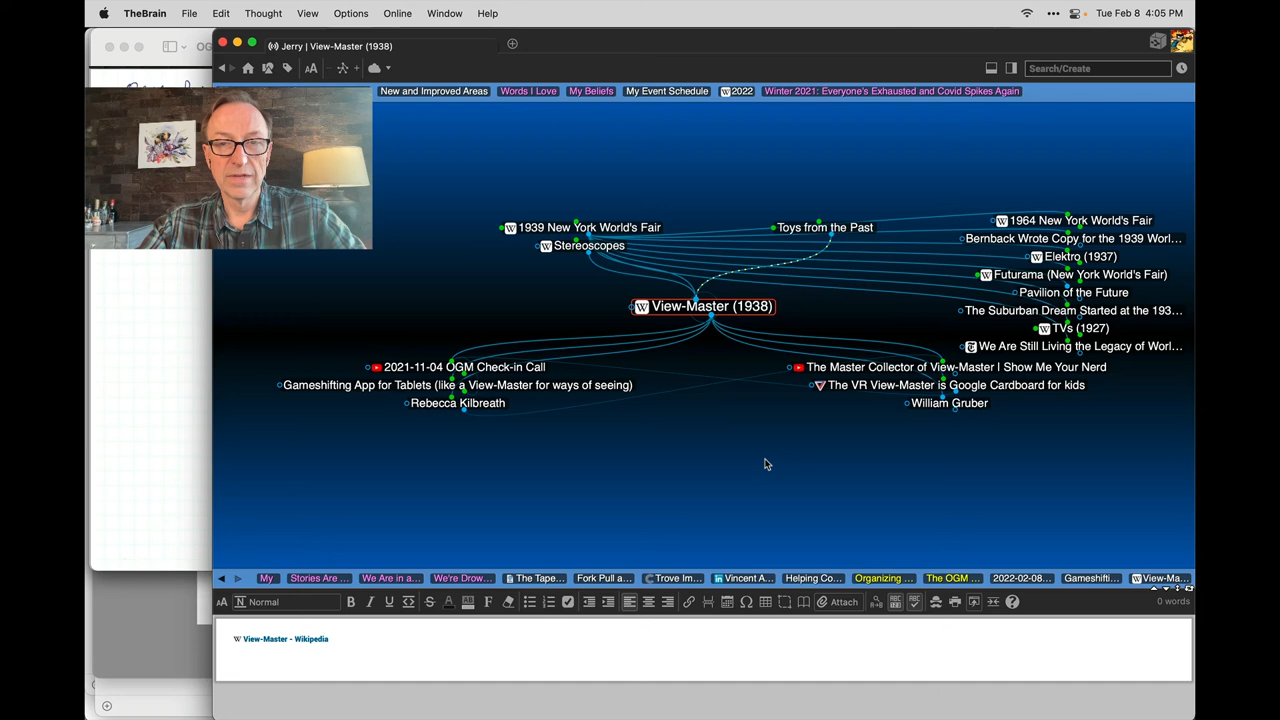 TheBrain File Edit Thought View Options Online Window Help Tue Feb 8 4:05 PM
OG
Jerry | View-Master (1938)
AA Search/Create
New and Improved Areas Words I Love My Beliefs My Event Schedule W 2022 Winter 2021: Everyone's Exhausted and Covid Spikes Again
W 1939 New York World's Fair
W Stereoscopes
Toys from the Past
W 1964 New York World's Fair
Bernback Wrote Copy for the 1939 Worl...
W Elektro (1937)
W Futurama (New York World's Fair)
Pavilion of the Future
The Suburban Dream Started at the 193...
W TVs (1927)
We Are Still Living the Legacy of Worl...
W View-Master (1938)
2021-11-04 OGM Check-in Call
Gameshifting App for Tablets (like a View-Master for ways of seeing)
Rebecca Kilbreath
The Master Collector of View-Master I Show Me Your Nerd
The VR View-Master is Google Cardboard for kids
William Gruber
My Stories Are ... We Are in a... We're Drow... The Tape... Fork Pull a... Trove Im... Vincent A... Helping Co... Organizing ... The OGM ... 2022-02-08... Gameshifti... W View-Ma...
AA Normal B I U S A F Attach 0 words
W View-Master - Wikipedia